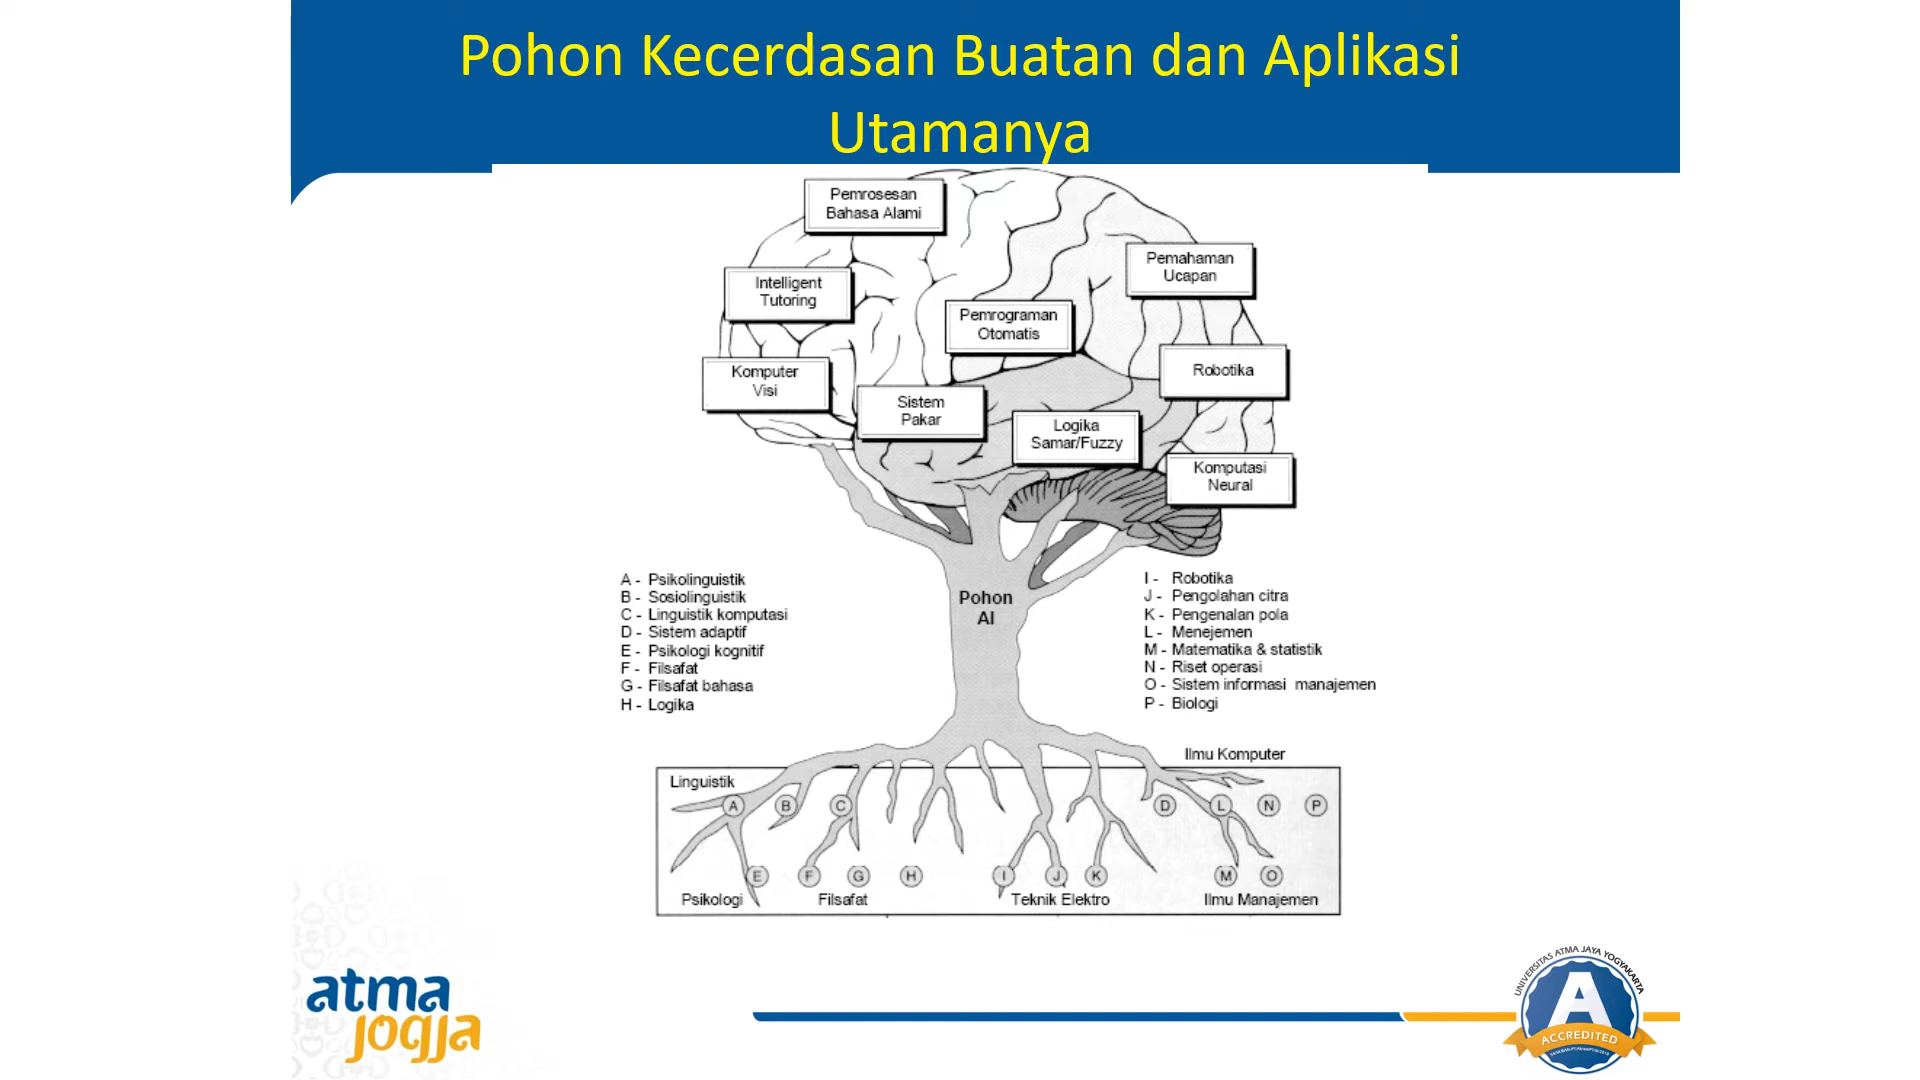 Pohon Kecerdasan Buatan dan Aplikasi
Utamanya
Pemrosesan
Bahasa Alami
Pemahaman
Ucapan
Intelligent
Tutoring
Pemrograman
Otomatis
Komputer
Visi
Robotika
Sistem
Pakar
Logika
Samar/Fuzzy
Komputasi
Neural
Pohon
AI
A - Psikolinguistik
B - Sosiolinguistik
C - Linguistik komputasi
D - Sistem adaptif
E - Psikologi kognitif
F - Filsafat
G - Filsafat bahasa
H - Logika
I - Robotika
J - Pengolahan citra
K - Pengenalan pola
L - Menejemen
M - Matematika & statistik
N - Riset operasi
O - Sistem informasi manajemen
P - Biologi
Ilmu Komputer
Linguistik
A B C D L N P
E F G H I J K M O
Psikologi Filsafat Teknik Elektro Ilmu Manajemen
atma
jogja
UNIVERSITAS ATMA JAYA YOGYAKARTA
A
ACCREDITED